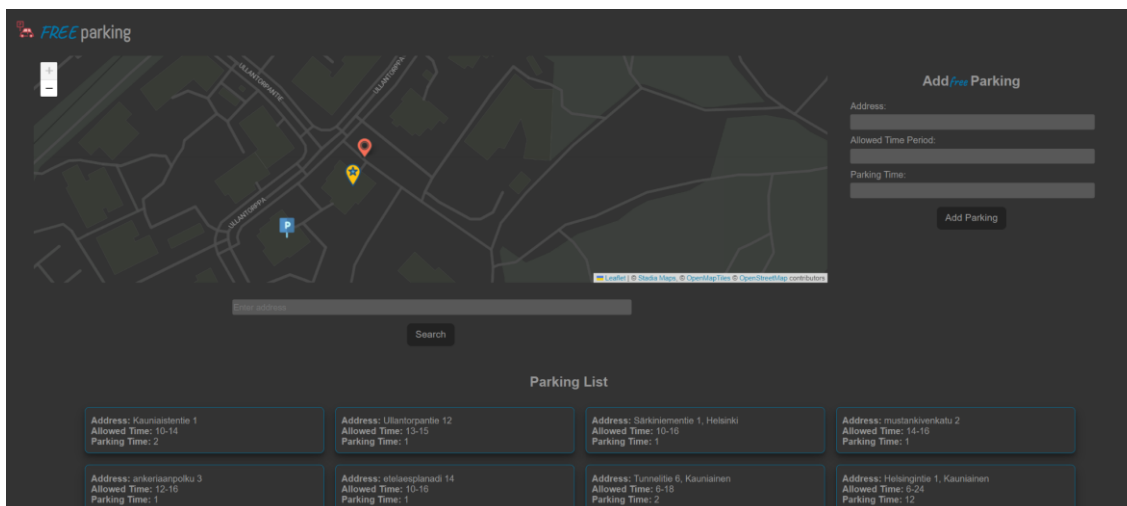 FREE parking
+
−
ULLANTORPANTIE
ULLANTORPPA
ULLANTORPPA
P
Leaflet | © Stadia Maps, © OpenMapTiles © OpenStreetMap contributors
Add free Parking
Address:
Allowed Time Period:
Parking Time:
Add Parking
Enter address
Search
Parking List
Address: Kauniaistentie 1
Allowed Time: 10-14
Parking Time: 2
Address: Ullantorpantie 12
Allowed Time: 13-15
Parking Time: 1
Address: Särkiniementie 1, Helsinki
Allowed Time: 10-16
Parking Time: 1
Address: mustankivenkatu 2
Allowed Time: 14-16
Parking Time: 1
Address: ankeriaanpolku 3
Allowed Time: 12-16
Parking Time: 1
Address: etelaesplanadi 14
Allowed Time: 10-16
Parking Time: 1
Address: Tunnelitie 6, Kauniainen
Allowed Time: 6-18
Parking Time: 2
Address: Helsingintie 1, Kauniainen
Allowed Time: 6-24
Parking Time: 12